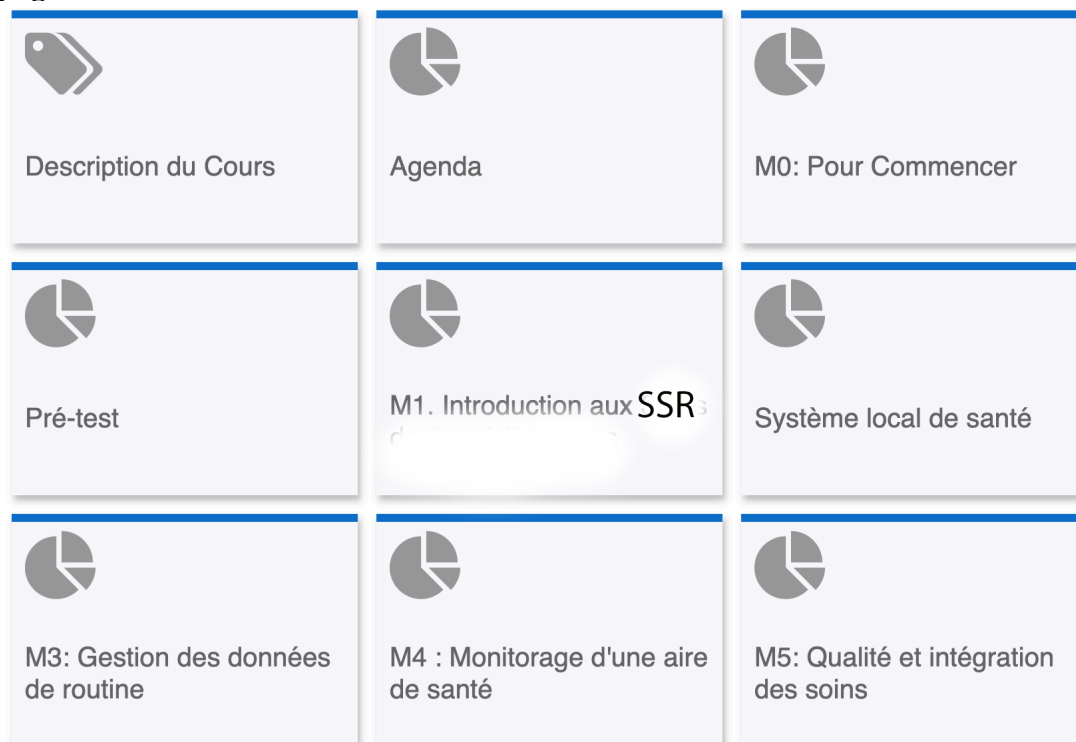 Description du Cours
Agenda
M0: Pour Commencer
Pré-test
M1. Introduction aux SSR
Système local de santé
M3: Gestion des données
de routine
M4 : Monitorage d'une aire
de santé
M5: Qualité et intégration
des soins